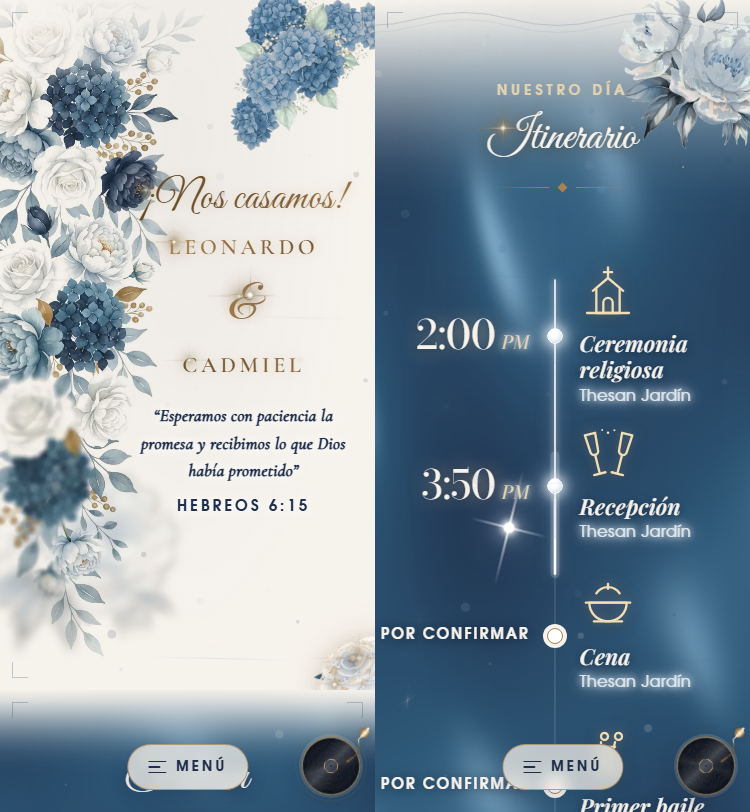 ¡Nos casamos!
LEONARDO
&
CADMIEL
“Esperamos con paciencia la
promesa y recibimos lo que Dios
había prometido”
HEBREOS 6:15
MENÚ
NUESTRO DÍA
Itinerario
2:00 PM
Ceremonia
religiosa
Thesan Jardín
3:50 PM
Recepción
Thesan Jardín
POR CONFIRMAR
Cena
Thesan Jardín
POR CONFIRMA
MENÚ
Primer baile